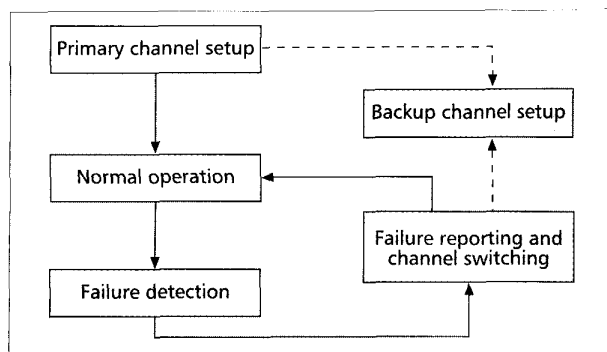 Primary channel setup
Backup channel setup
Normal operation
Failure reporting and
channel switching
Failure detection